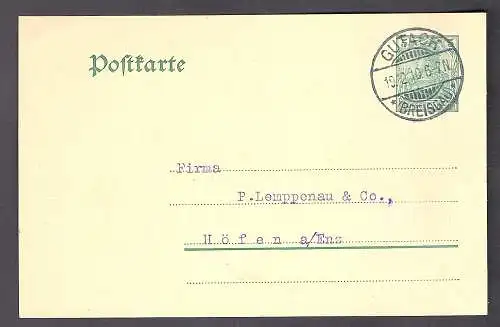 GUTACH
Postkarte
(BREISGAU)
Firma
P.Lemppenau & Co.,
Höfen a/Enz